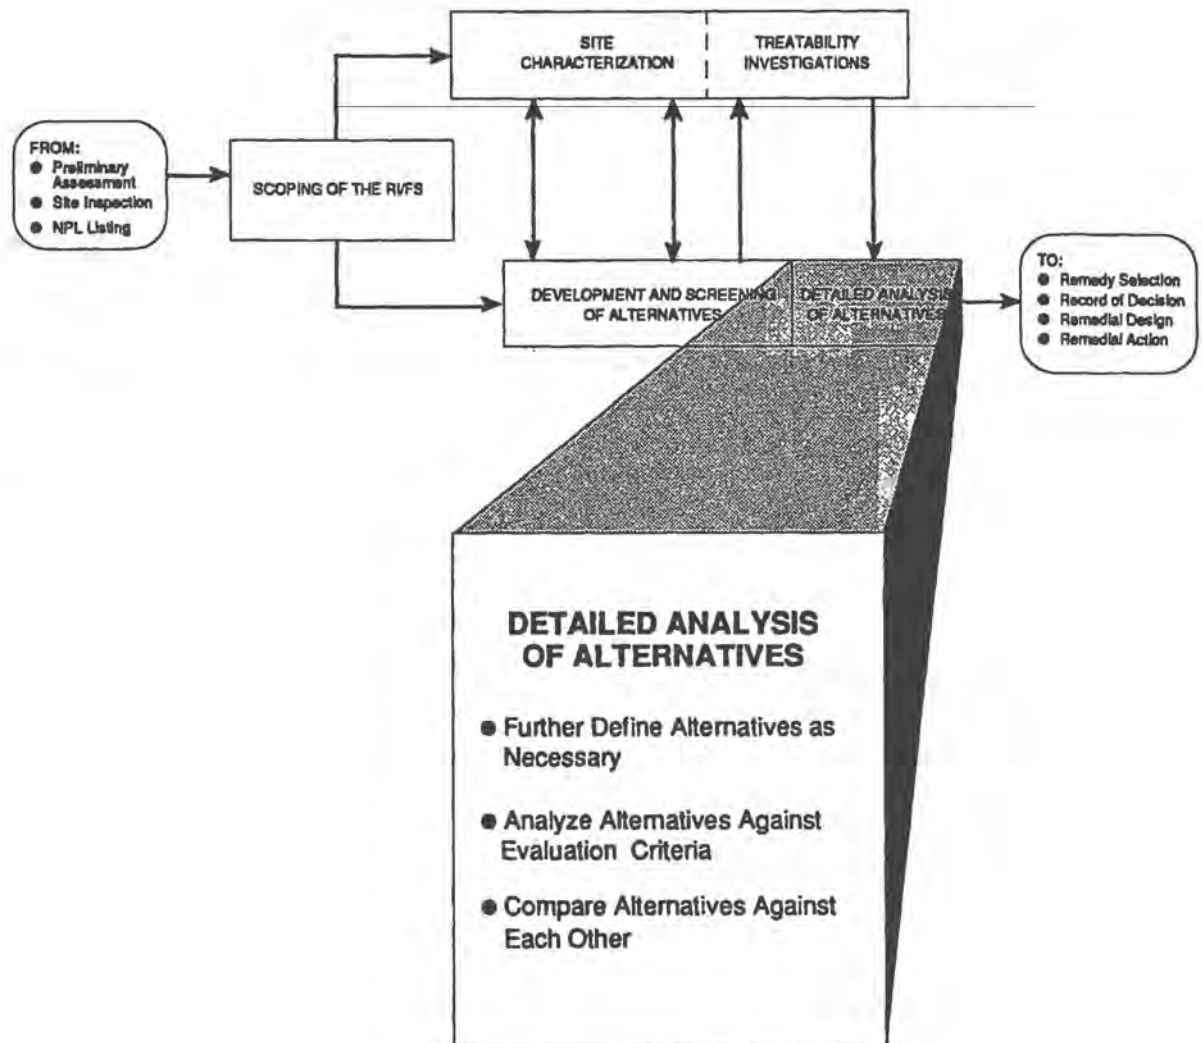 SITE
CHARACTERIZATION
TREATABILITY
INVESTIGATIONS
FROM:
● Preliminary
Assessment
● Site Inspection
● NPL Listing
SCOPING OF THE RI/FS
DEVELOPMENT AND SCREENING
OF ALTERNATIVES
DETAILED ANALYSIS
OF ALTERNATIVES
TO:
● Remedy Selection
● Record of Decision
● Remedial Design
● Remedial Action
DETAILED ANALYSIS
OF ALTERNATIVES
● Further Define Alternatives as
Necessary
● Analyze Alternatives Against
Evaluation Criteria
● Compare Alternatives Against
Each Other